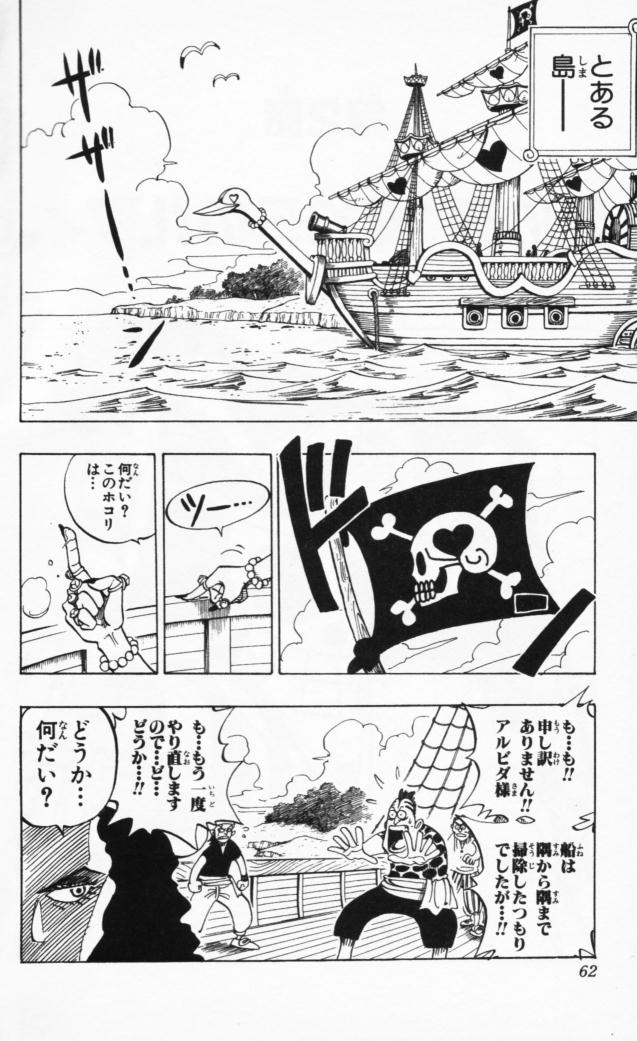 とある
島──
ザザ
ザザ…
ドン
ツー……
何だい?
このホコリ
は…
も…も!!
申し訳
ありません!!
アルビダ様
船は
隅から隅まで
掃除したつもり
でしたが…!!
も…もう一度
やり直します
ので…ど…
どうか…!!
どうか…
何だい?
62